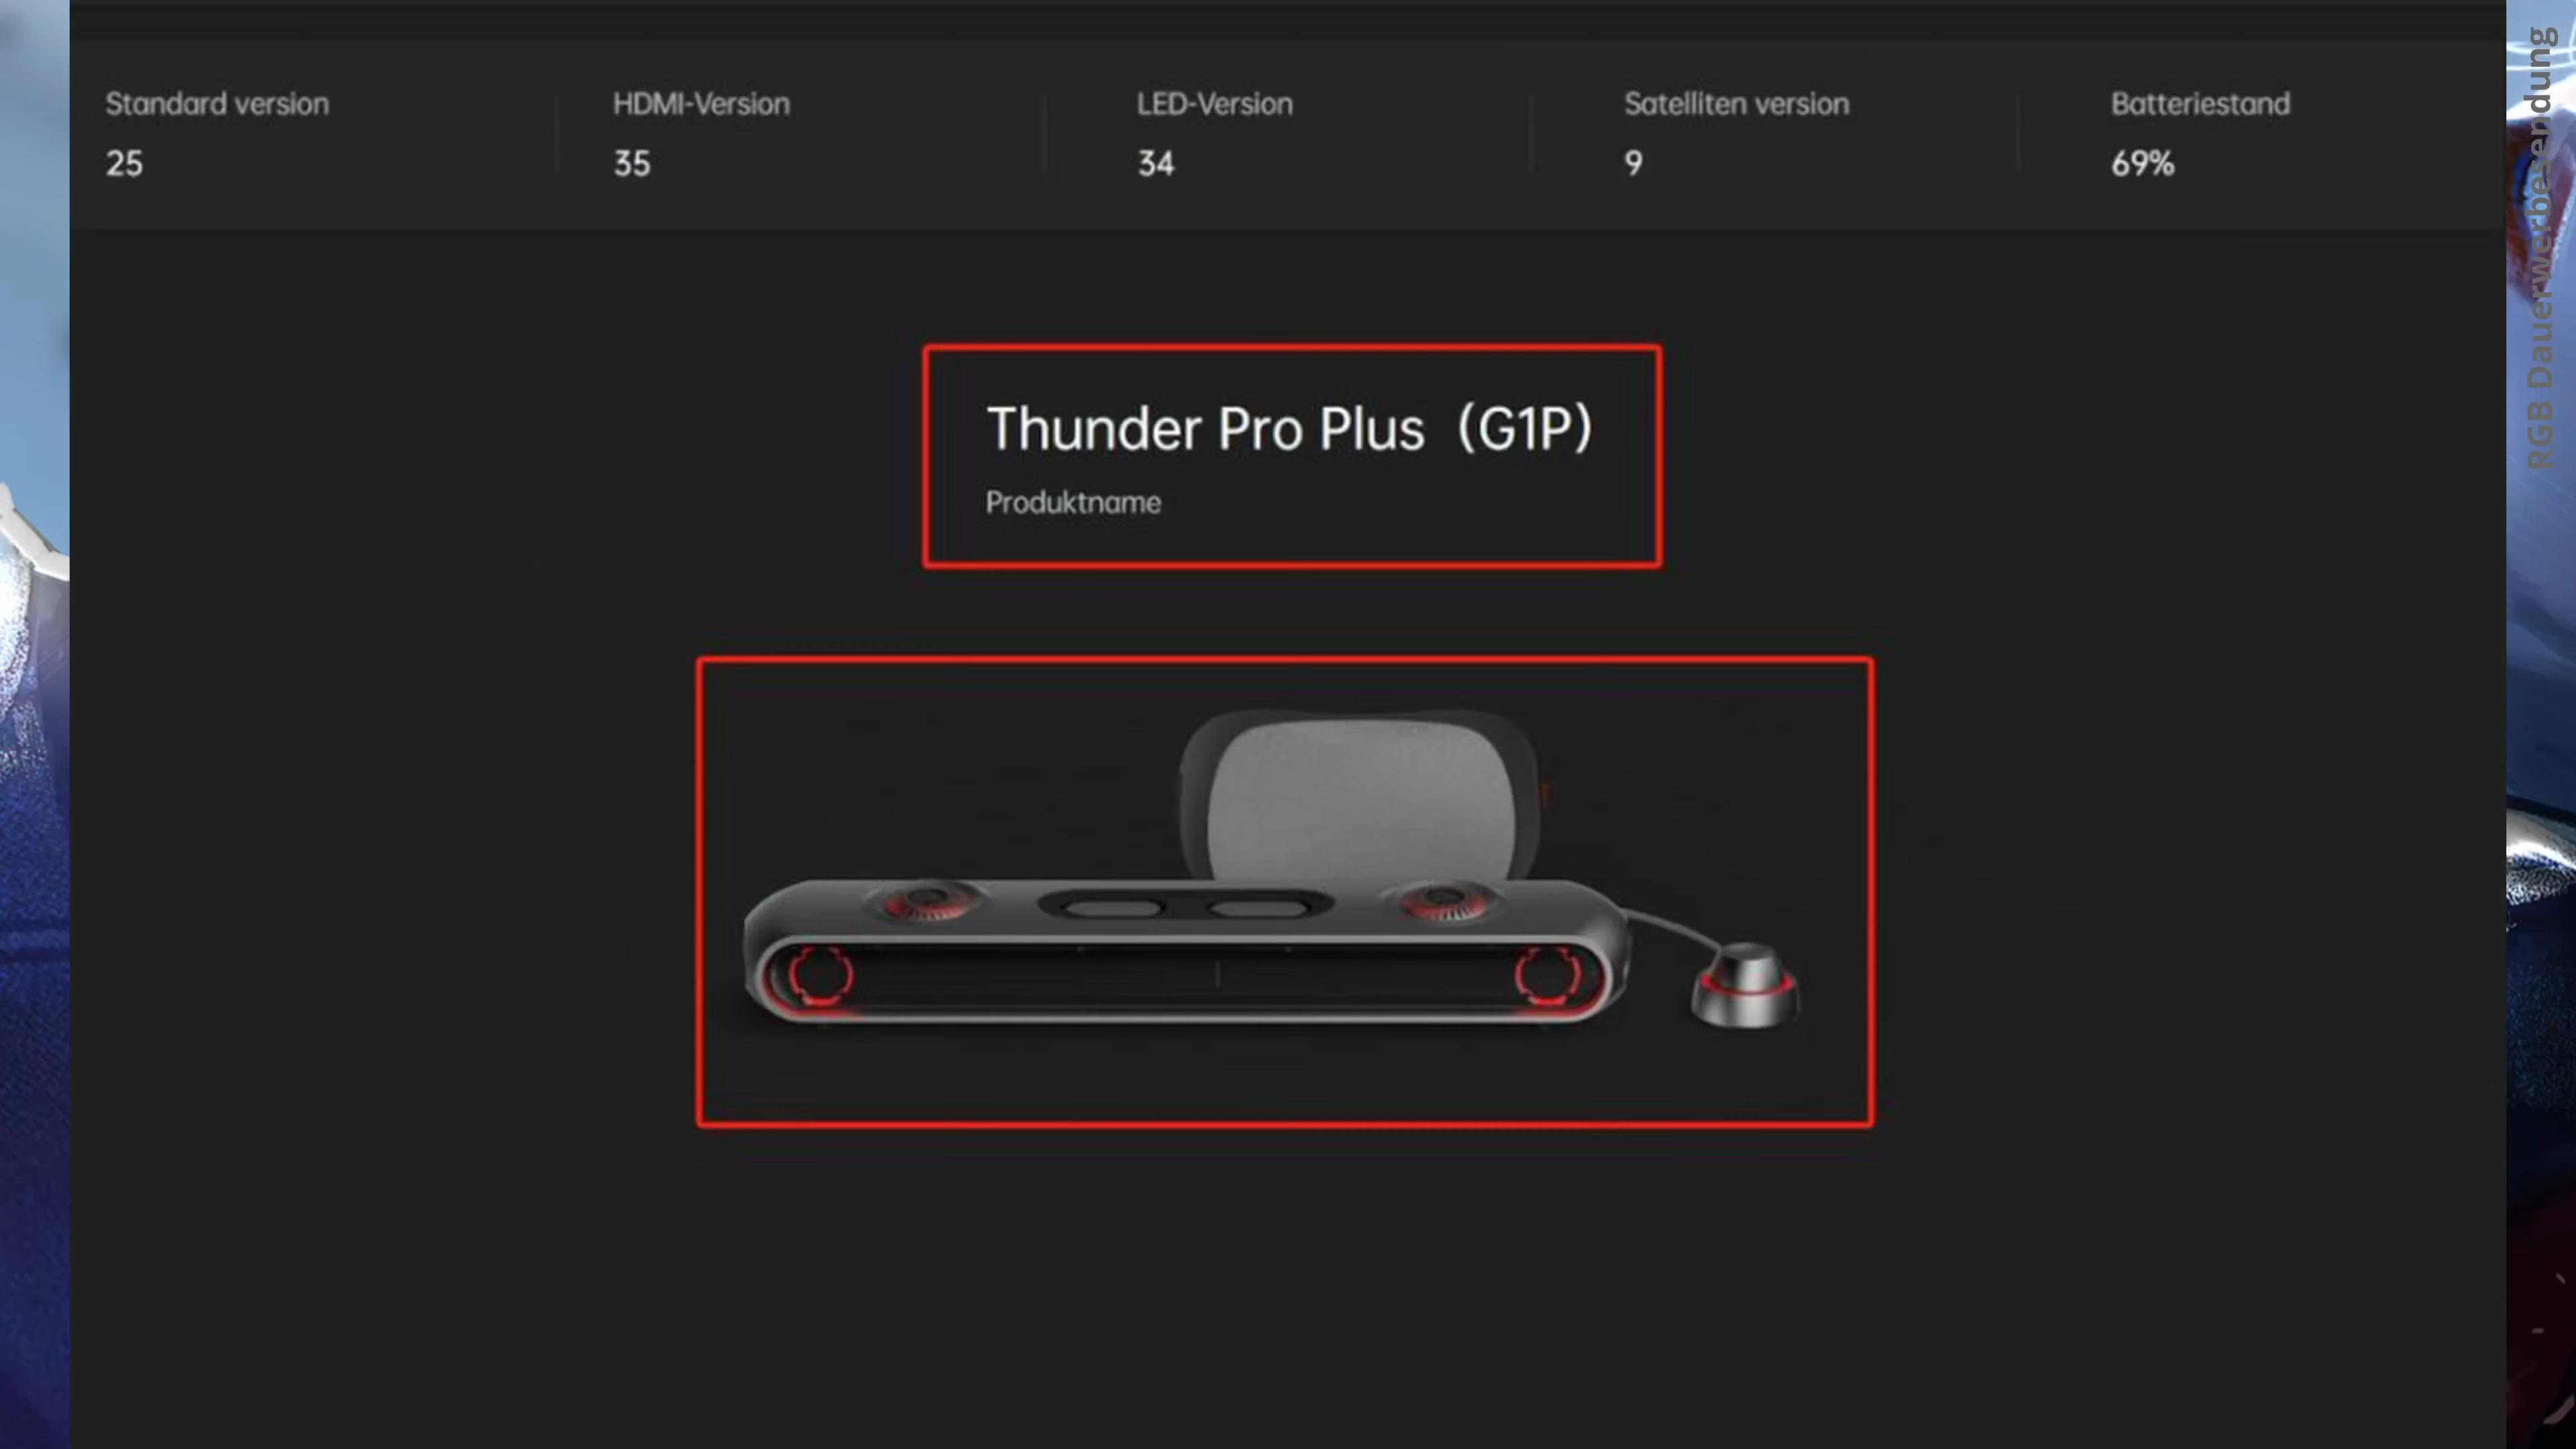 Standard version
25
HDMI-Version
35
LED-Version
34
Satelliten version
9
Batteriestand
69%
Thunder Pro Plus（G1P）
Produktname
RGB Dauerwerbesendung